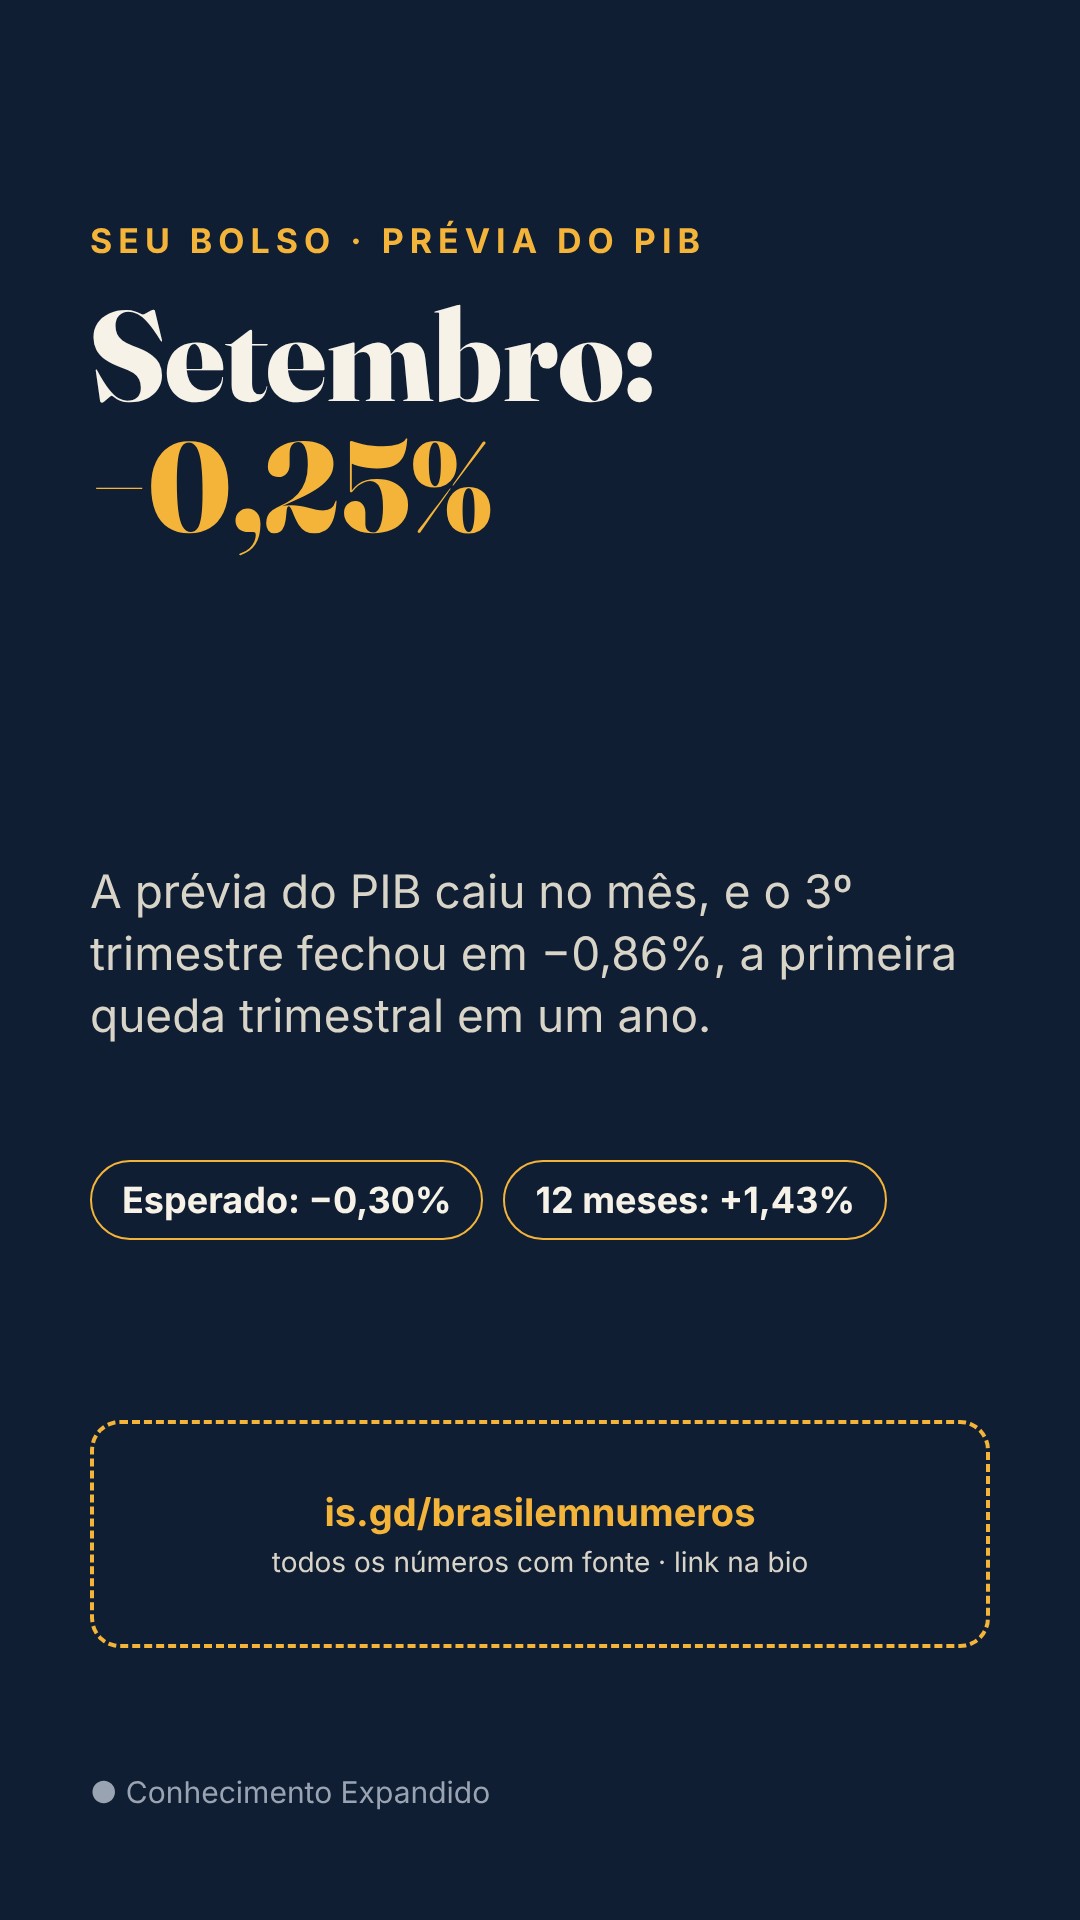 SEU BOLSO · PRÉVIA DO PIB
Setembro:
−0,25%
A prévia do PIB caiu no mês, e o 3º
trimestre fechou em −0,86%, a primeira
queda trimestral em um ano.
Esperado: −0,30%
12 meses: +1,43%
is.gd/brasilemnumeros
todos os números com fonte · link na bio
Conhecimento Expandido